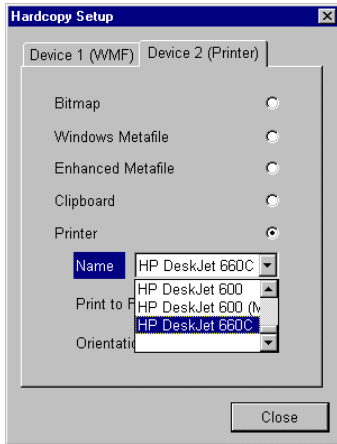 Hardcopy Setup
Device 1 (WMF) Device 2 (Printer)
Bitmap
Windows Metafile
Enhanced Metafile
Clipboard
Printer
Name HP DeskJet 660C
HP DeskJet 600
Print to F HP DeskJet 600 (M
HP DeskJet 660C
Orientatio
Close